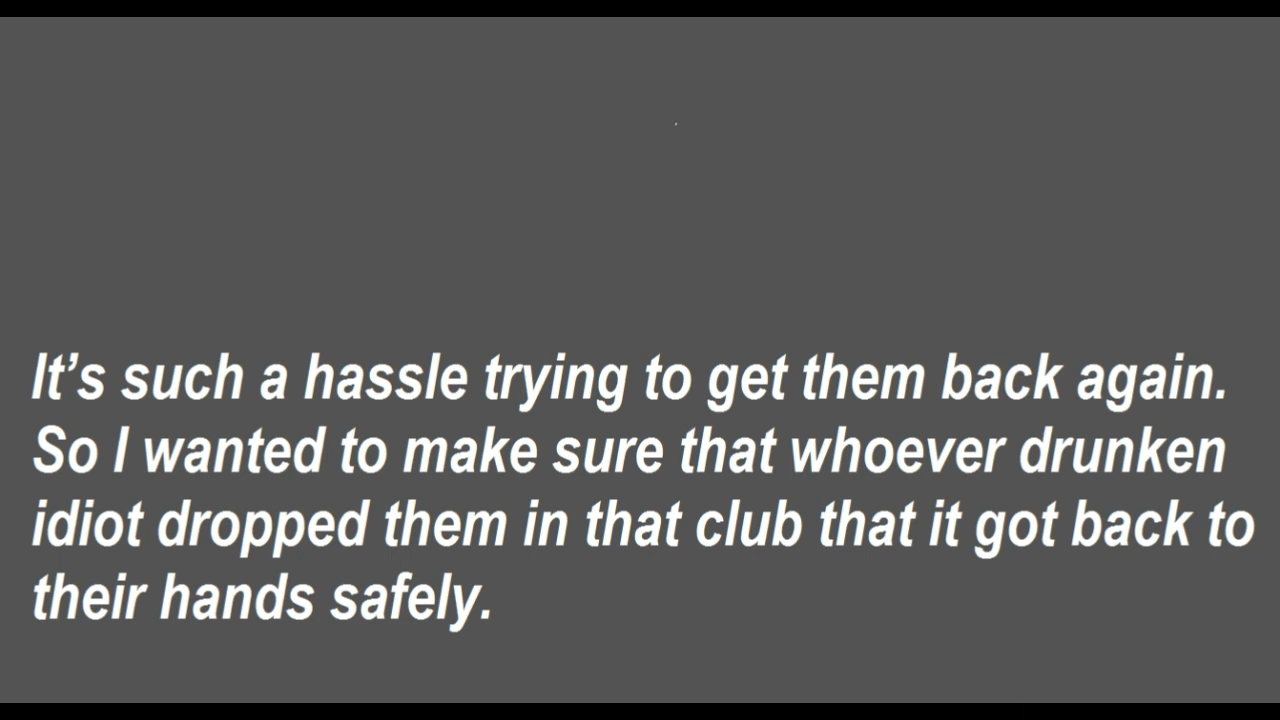 It’s such a hassle trying to get them back again.
So I wanted to make sure that whoever drunken
idiot dropped them in that club that it got back to
their hands safely.